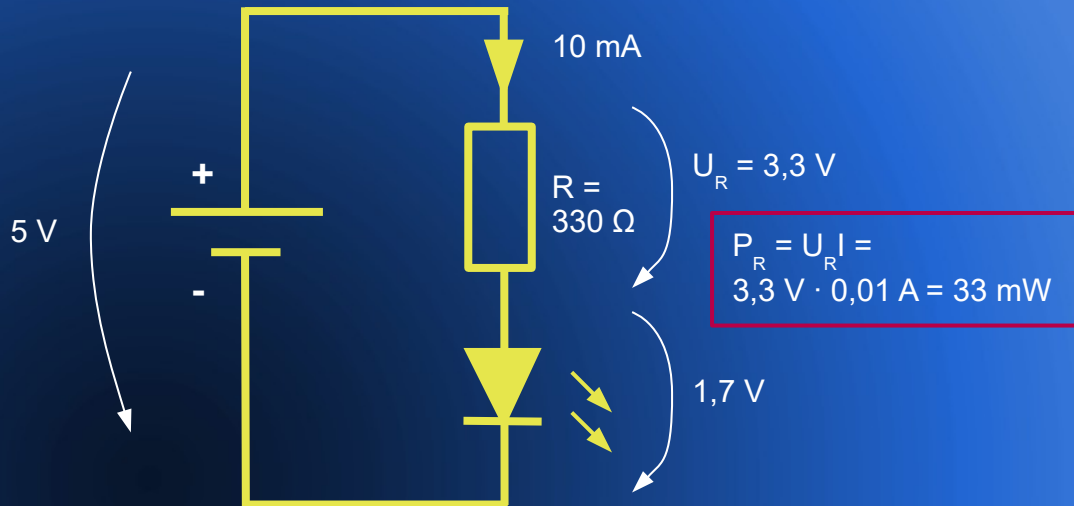 10 mA
+
5 V
-
R =
330 Ω
U_R = 3,3 V
P_R = U_RI =
3,3 V · 0,01 A = 33 mW
1,7 V